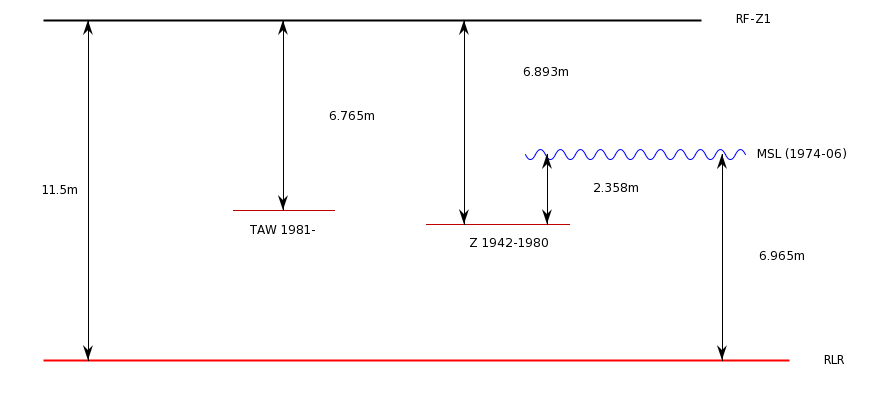 RF-Z1
6.893m
6.765m
MSL (1974-06)
11.5m
2.358m
TAW 1981-
Z 1942-1980
6.965m
RLR